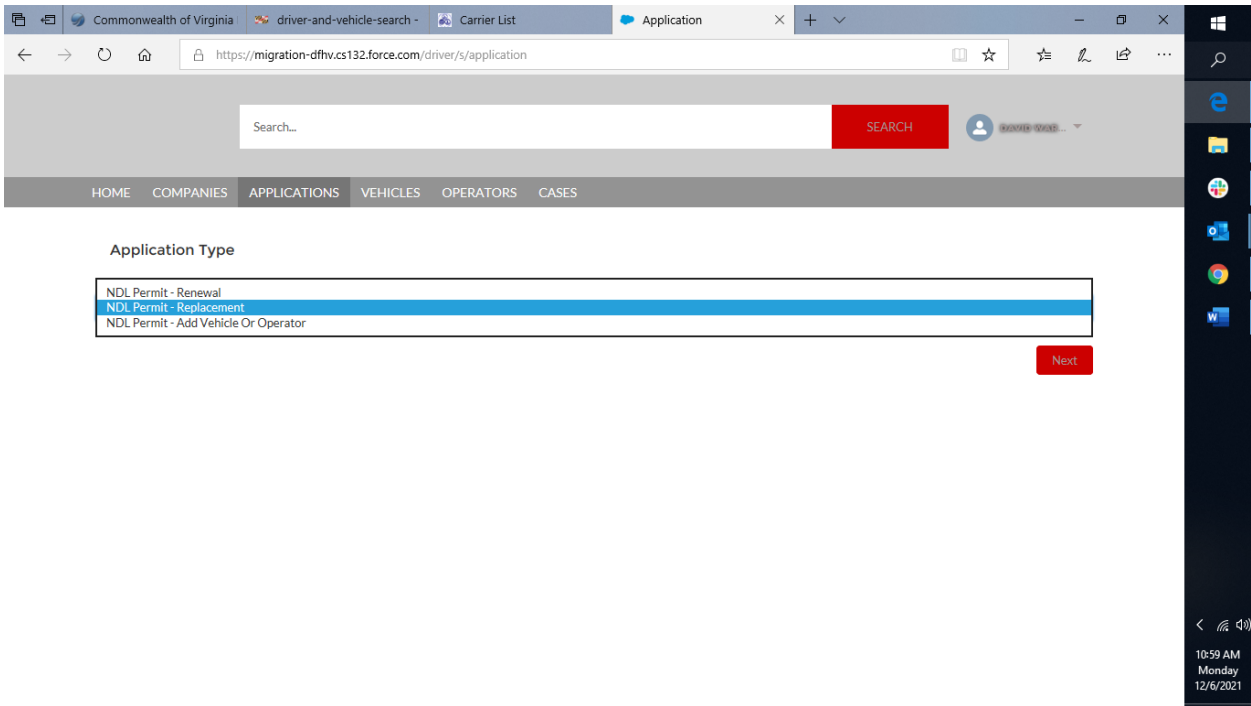 Commonwealth of Virginia
driver-and-vehicle-search -
Carrier List
Application
https://migration-dfhv.cs132.force.com/driver/s/application
Search...
SEARCH
HOME COMPANIES APPLICATIONS VEHICLES OPERATORS CASES
Application Type
NDL Permit - Renewal
NDL Permit - Replacement
NDL Permit - Add Vehicle Or Operator
Next
10:59 AM
Monday
12/6/2021